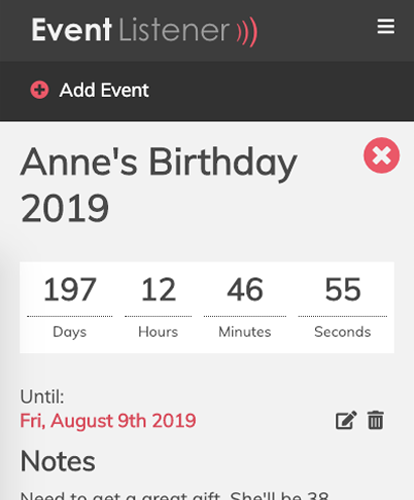 Event Listener
Add Event
Anne's Birthday
2019
197 12 46 55
Days Hours Minutes Seconds
Until:
Fri, August 9th 2019
Notes
Need to get a great gift. She'll be 38